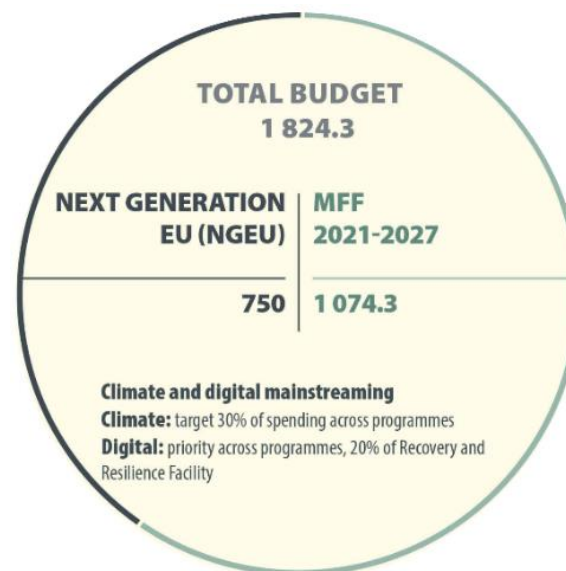 TOTAL BUDGET
1 824.3
NEXT GENERATION
EU (NGEU)
MFF
2021-2027
750
1 074.3
Climate and digital mainstreaming
Climate: target 30% of spending across programmes
Digital: priority across programmes, 20% of Recovery and
Resilience Facility